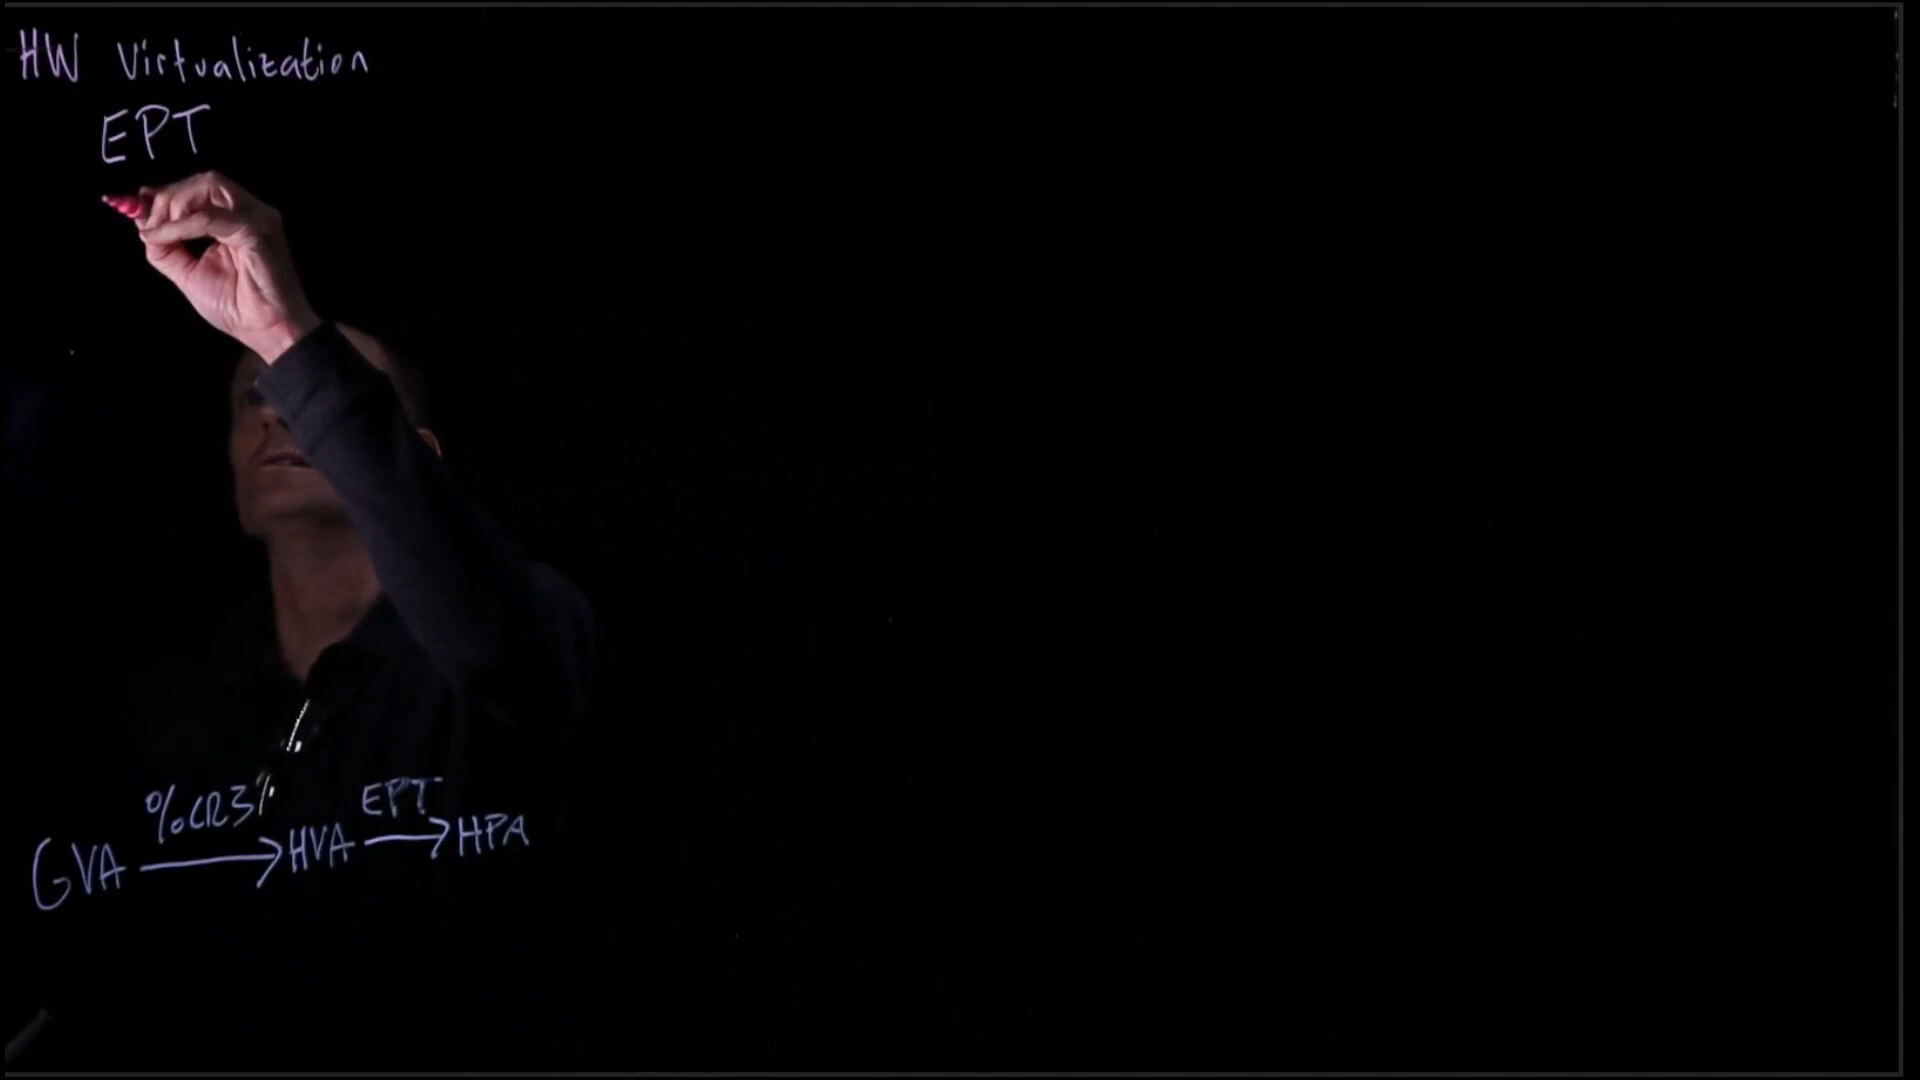 HW Virtualization
EPT
%CR3% EPT
GVA → HVA → HPA